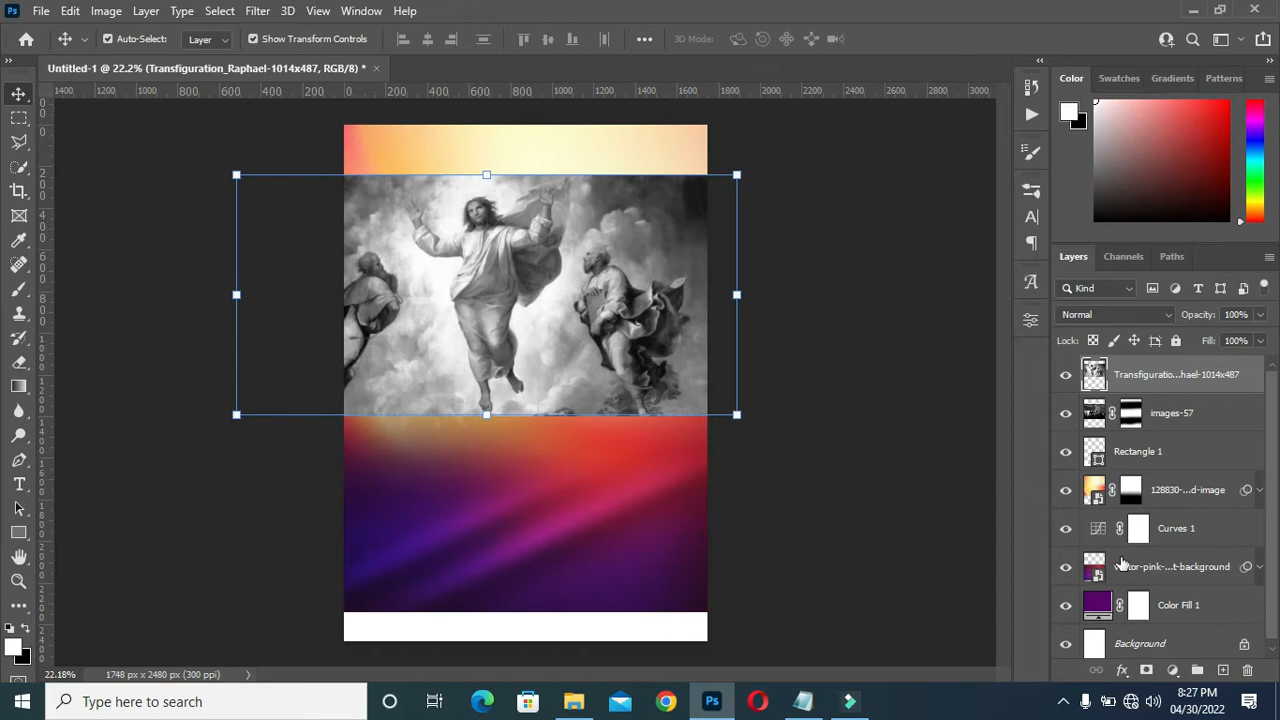 Ps File Edit Image Layer Type Select Filter 3D View Window Help
Auto-Select: Layer Show Transform Controls ••• 3D Mode:
Untitled-1 @ 22.2% (Transfiguration_Raphael-1014x487, RGB/8) * ×
1400 1200 1000 800 600 400 200 0 200 400 600 800 1000 1200 1400 1600 1800 2000 2200 2400 2600 2800 3000
Color Swatches Gradients Patterns
Layers Channels Paths
Kind
Normal Opacity: 100%
Lock: Fill: 100%
Transfiguratio...hael-1014x487
images-57
Rectangle 1
128830-...d-image
Curves 1
-pink-...t-background
Color Fill 1
Background
22.18% 1748 px x 2480 px (300 ppi)
Type here to search
8:27 PM
04/30/2022